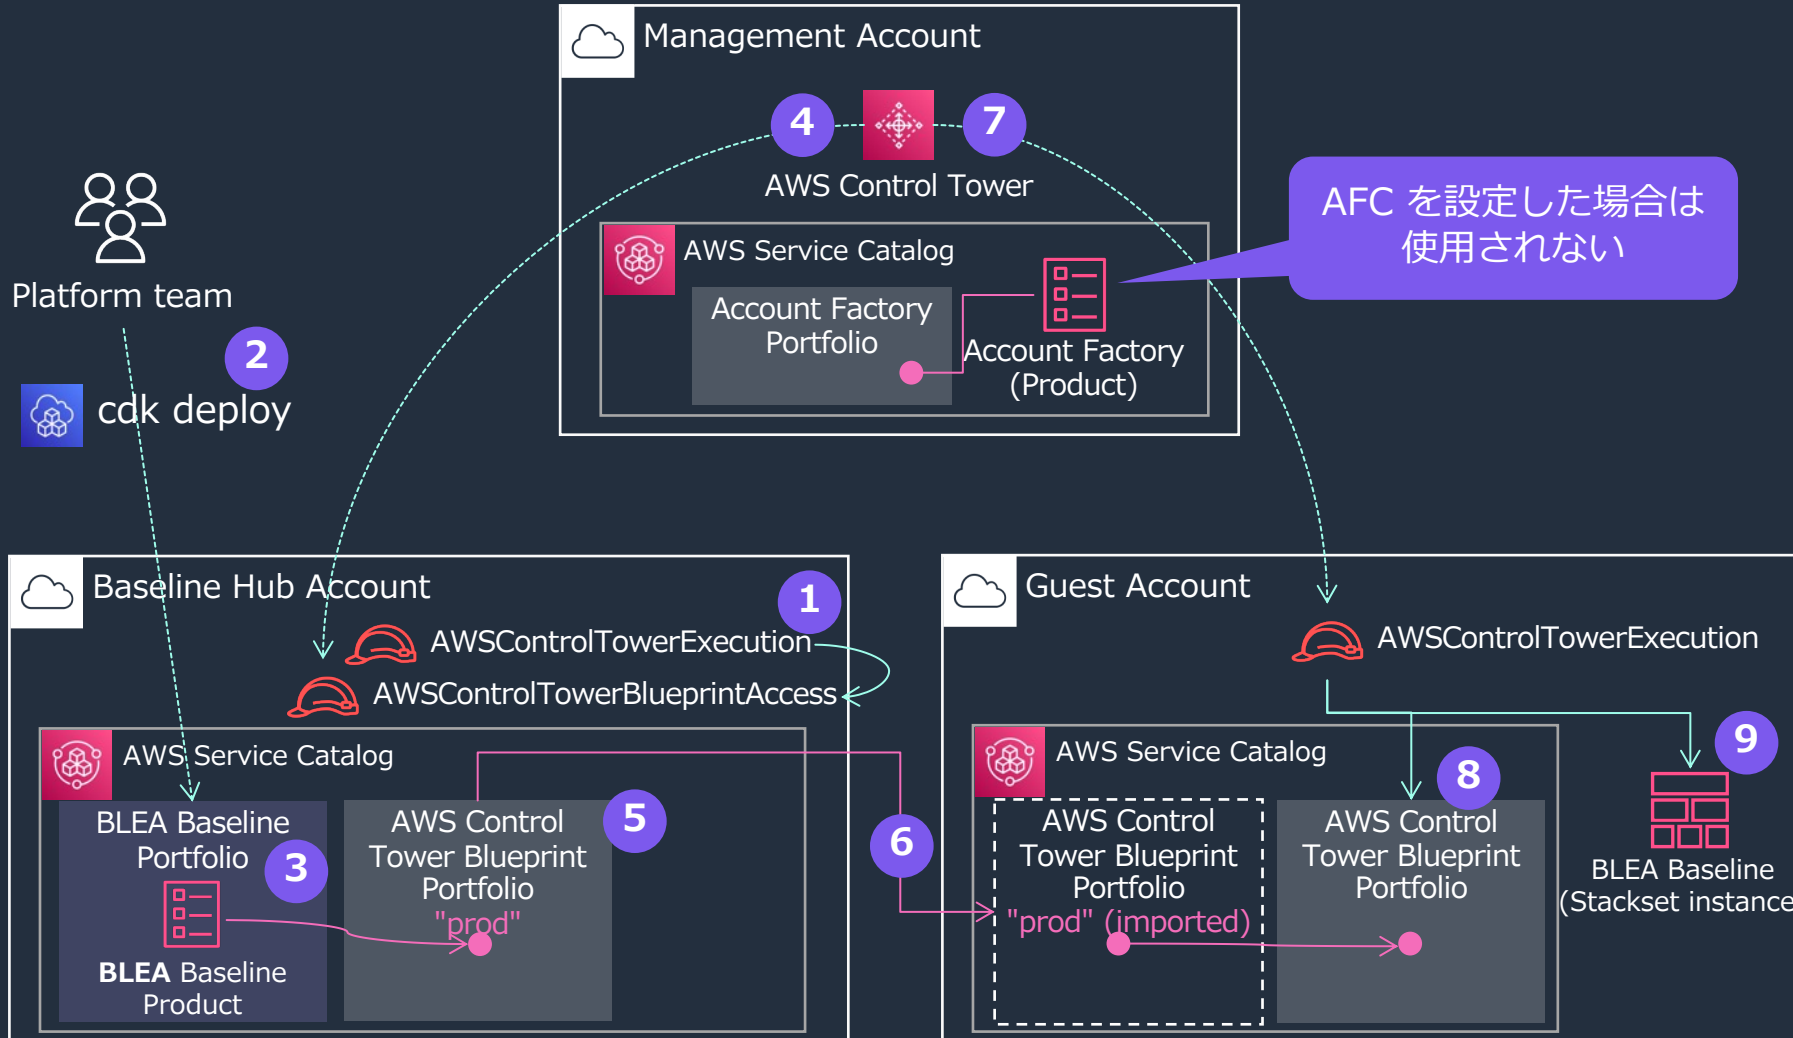 Management Account
4
7
AWS Control Tower
AFC を設定した場合は
使用されない
AWS Service Catalog
Account Factory
Portfolio
Account Factory
(Product)
Platform team
2
cdk deploy
Baseline Hub Account
1
AWSControlTowerExecution
AWSControlTowerBlueprintAccess
AWS Service Catalog
BLEA Baseline
Portfolio
3
BLEA Baseline
Product
AWS Control
Tower Blueprint
Portfolio
"prod"
5
6
Guest Account
AWSControlTowerExecution
AWS Service Catalog
AWS Control
Tower Blueprint
Portfolio
"prod" (imported)
8
AWS Control
Tower Blueprint
Portfolio
9
BLEA Baseline
(Stackset instance